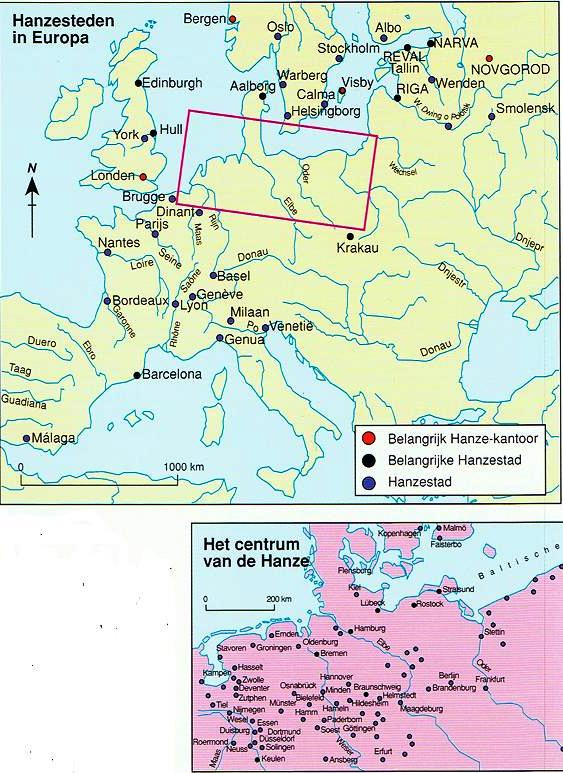 Hanzesteden
in Europa
Bergen
Oslo
Albo
Stockholm
NARVA
REVAL
Tallin
NOVGOROD
Edinburgh
Warberg
Aalborg
Visby
Calma
Wenden
RIGA
Helsingborg
Smolensk
York
Hull
Londen
Oder
Weichsel
Brugge
Elbe
Dinant
Rijn
Parijs
Maas
Krakau
Dnjepr
Nantes
Seine
Loire
Donau
Dnjestr
Basel
Saône
Genève
Bordeaux
Lyon
Garonne
Milaan
Po
Venetië
Rhône
Genua
Donau
Duero
Ebro
Taag
Barcelona
Guadiana
Málaga
0
1000 km
Belangrijk Hanze-kantoor
Belangrijke Hanzestad
Hanzestad
Het centrum
van de Hanze
0
200 km
Kopenhagen
Malmö
Falsterbo
Baltische
Flensborg
Kiel
Stralsund
Lübeck
Rostock
Emden
Hamburg
Stettin
Stavoren
Groningen
Oldenburg
Bremen
Elbe
Kampen
Hasselt
Zwolle
Deventer
Zutphen
Osnabrück
Hannover
Minden
Braunschweig
Berlijn
Brandenburg
Oder
Frankfurt
Tiel
Nijmegen
Münster
Bielefeld
Hameln
Hildesheim
Helmstedt
Maagdeburg
Wesel
Essen
Hamm
Paderborn
Duisburg
Dortmund
Soest
Göttingen
Düsseldorf
Roermond
Neuss
Solingen
Weser
Maas
Keulen
Ansberg
Erfurt